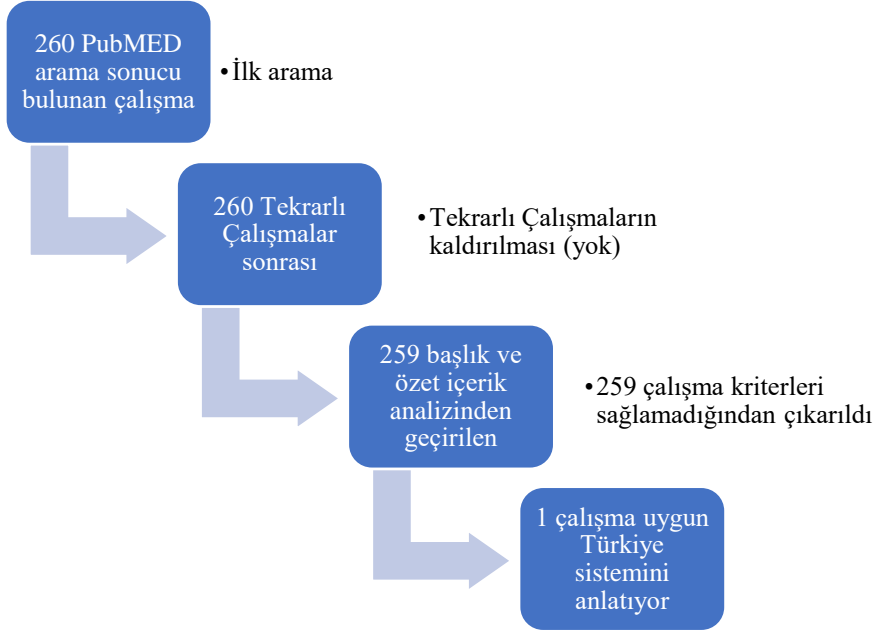 260 PubMED
arama sonucu
bulunan çalışma
•İlk arama
260 Tekrarlı
Çalışmalar
sonrası
•Tekrarlı Çalışmaların
kaldırılması (yok)
259 başlık ve
özet içerik
analizinden
geçirilen
•259 çalışma kriterleri
sağlamadığından çıkarıldı
1 çalışma uygun
Türkiye
sistemini
anlatıyor